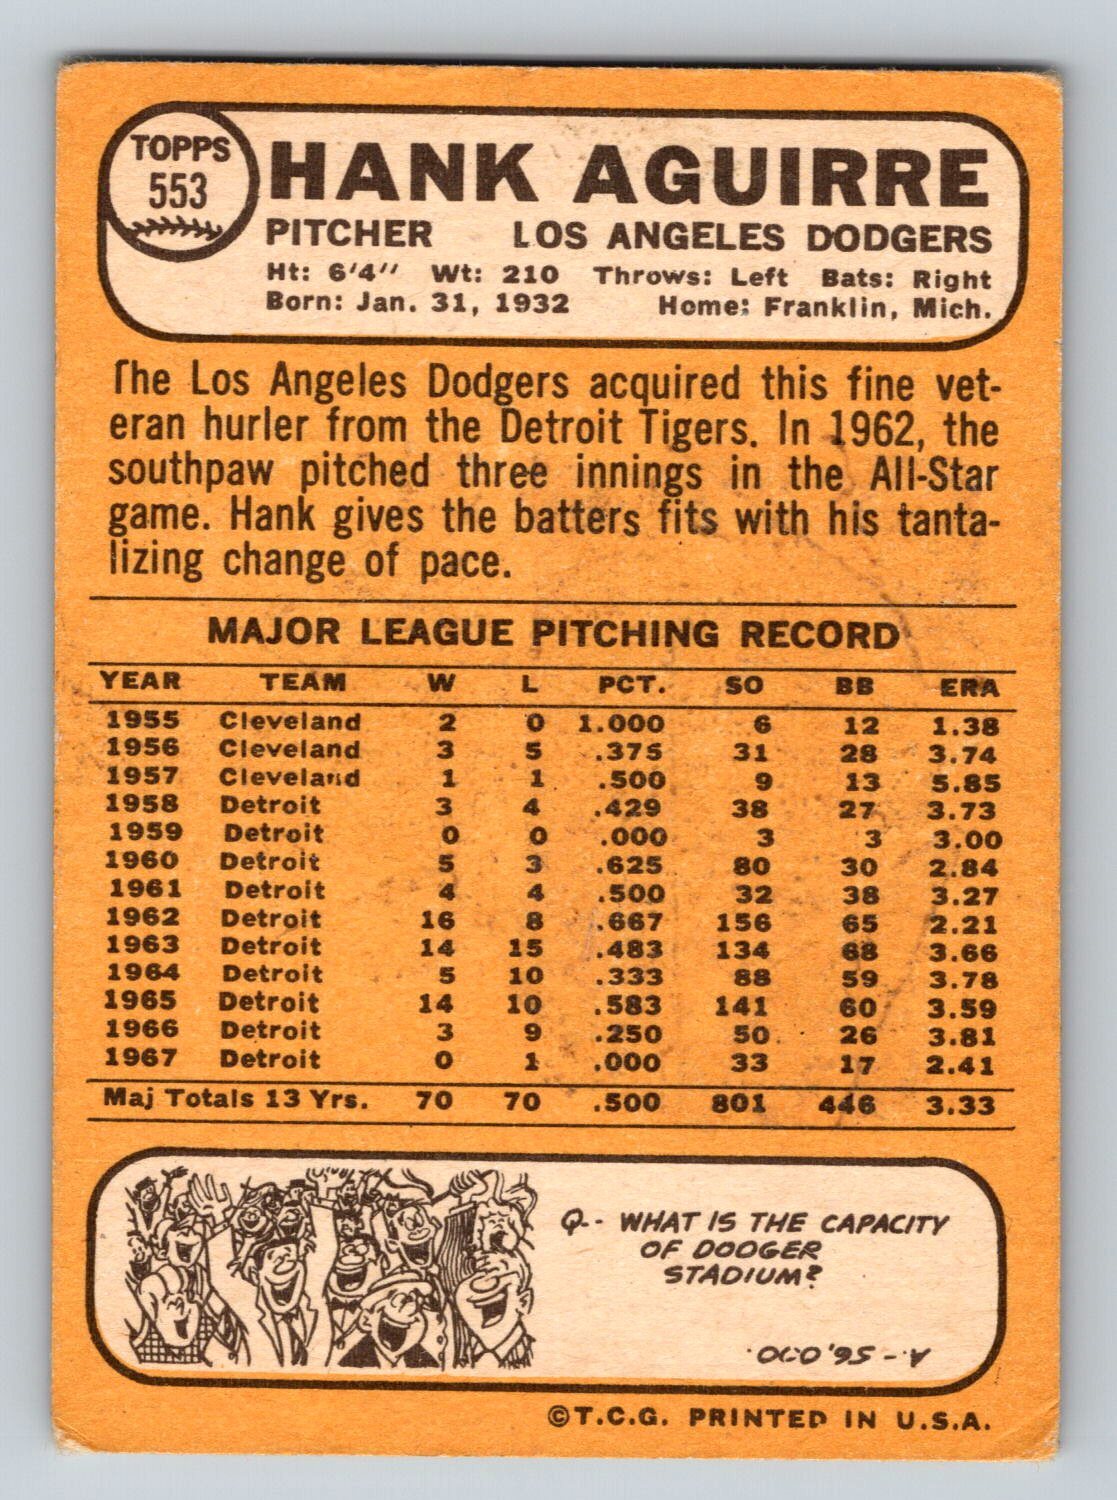 TOPPS
553
HANK AGUIRRE
PITCHER LOS ANGELES DODGERS
Ht: 6'4" Wt: 210 Throws: Left Bats: Right
Born: Jan. 31, 1932 Home: Franklin, Mich.
The Los Angeles Dodgers acquired this fine vet-
eran hurler from the Detroit Tigers. In 1962, the
southpaw pitched three innings in the All-Star
game. Hank gives the batters fits with his tanta-
lizing change of pace.
MAJOR LEAGUE PITCHING RECORD
YEAR TEAM W L PCT. SO BB ERA
1955 Cleveland 2 0 1.000 6 12 1.38
1956 Cleveland 3 5 .375 31 28 3.74
1957 Cleveland 1 1 .500 9 13 5.85
1958 Detroit 3 4 .429 38 27 3.73
1959 Detroit 0 0 .000 3 3 3.00
1960 Detroit 5 3 .625 80 30 2.84
1961 Detroit 4 4 .500 32 38 3.27
1962 Detroit 16 8 .667 156 65 2.21
1963 Detroit 14 15 .483 134 68 3.66
1964 Detroit 5 10 .333 88 59 3.78
1965 Detroit 14 10 .583 141 60 3.59
1966 Detroit 3 9 .250 50 26 3.81
1967 Detroit 0 1 .000 33 17 2.41
Maj Totals 13 Yrs. 70 70 .500 801 446 3.33
Q-- WHAT IS THE CAPACITY
OF DODGER
STADIUM?
A-56,000.
©T.C.G. PRINTED IN U.S.A.